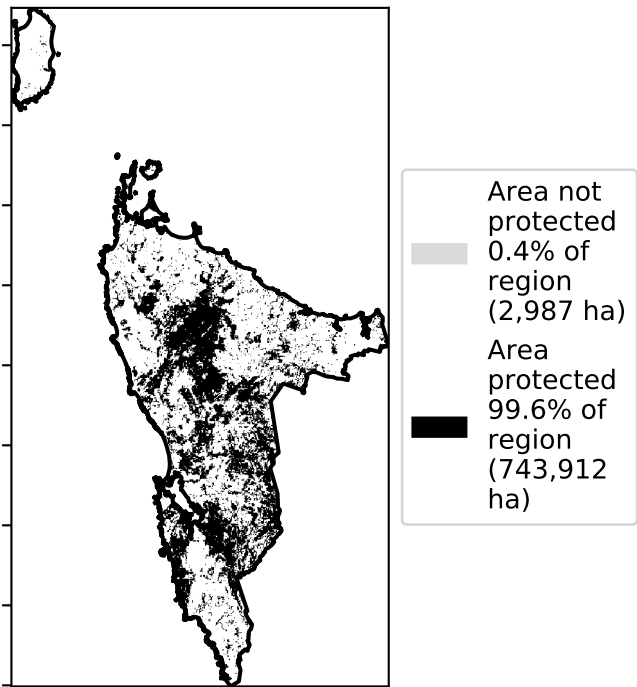 Area not
protected
0.4% of
region
(2,987 ha)
Area
protected
99.6% of
region
(743,912
ha)